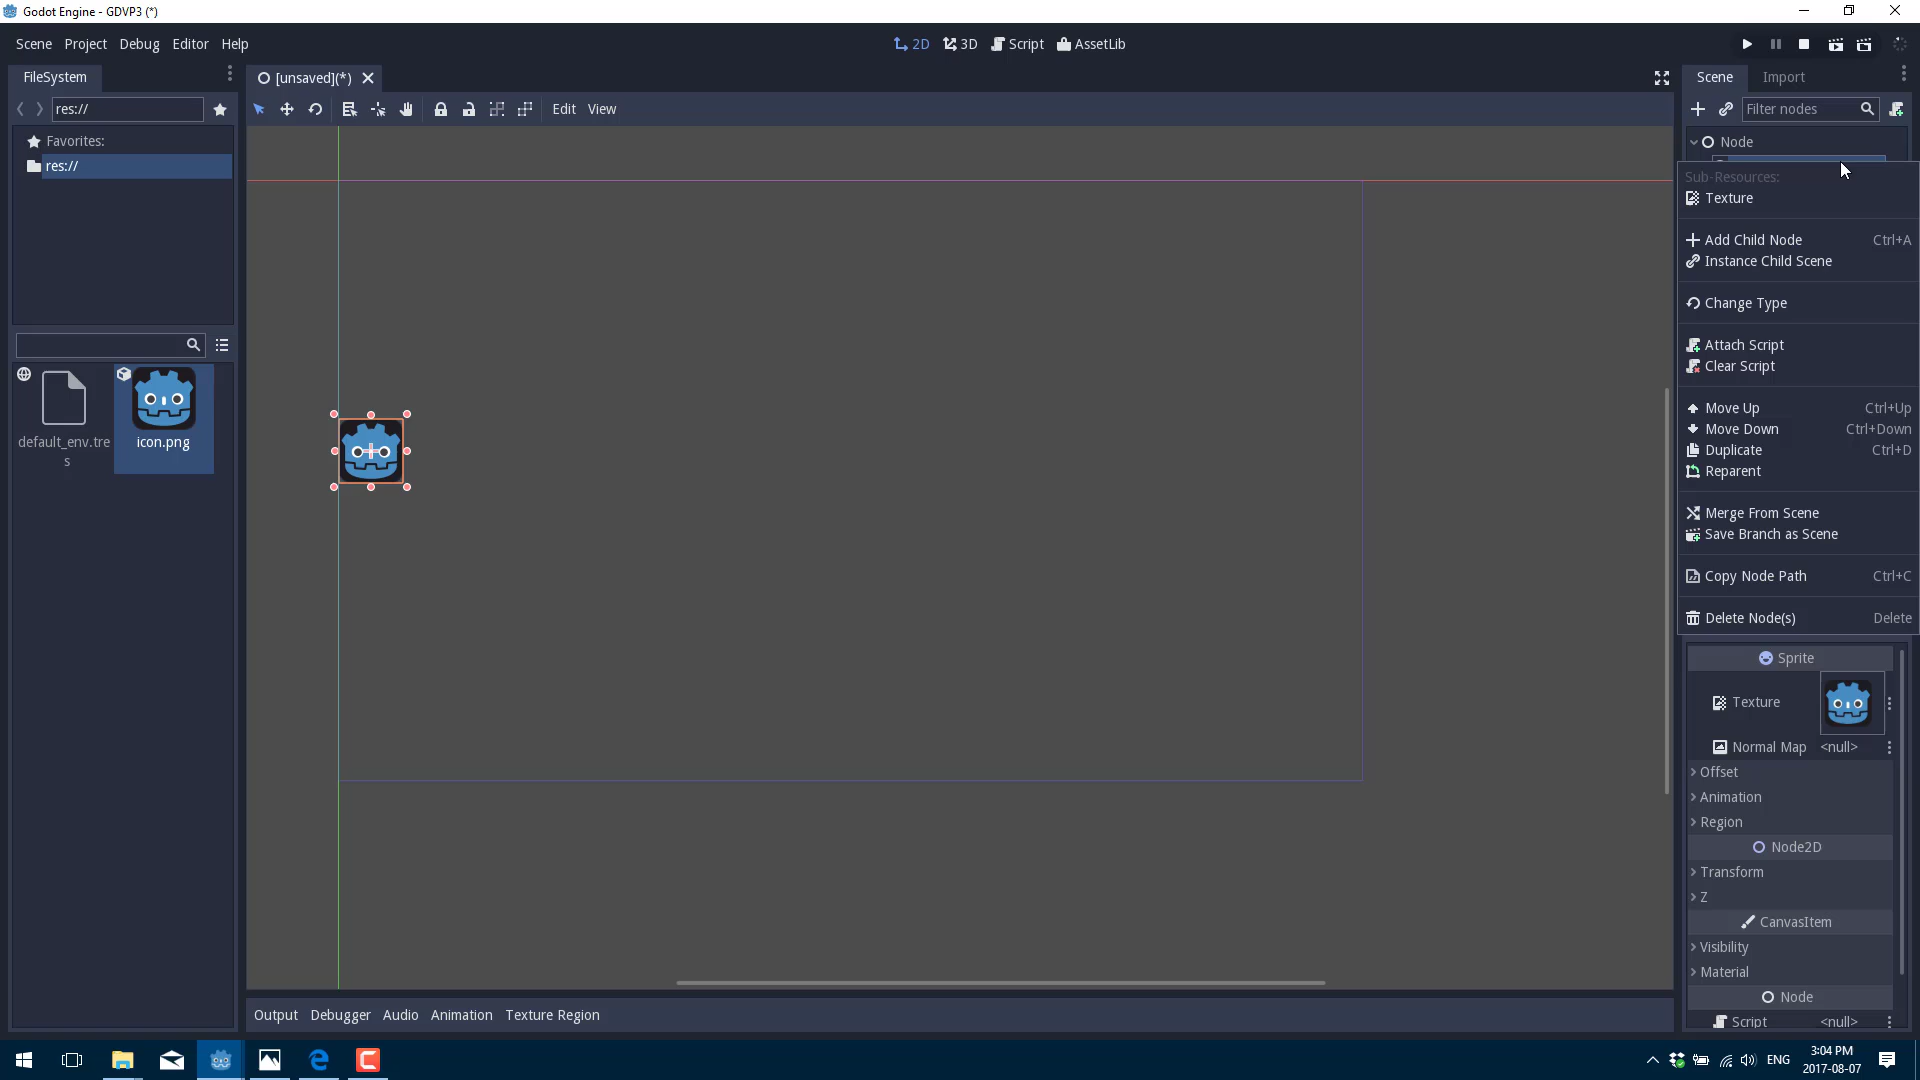 Godot Engine - GDVP3 (*)
Scene Project Debug Editor Help
2D 3D Script AssetLib
FileSystem
[unsaved](*)
Scene Import
res://
Edit View
Filter nodes
Favorites:
res://
Node
Sub-Resources:
Texture
Add Child Node Ctrl+A
Instance Child Scene
Change Type
Attach Script
Clear Script
Move Up Ctrl+Up
Move Down Ctrl+Down
Duplicate Ctrl+D
Reparent
Merge From Scene
Save Branch as Scene
Copy Node Path Ctrl+C
Delete Node(s) Delete
default_env.tre
s
icon.png
Sprite
Texture
Normal Map <null>
Offset
Animation
Region
Node2D
Transform
Z
CanvasItem
Visibility
Material
Node
Script <null>
Output Debugger Audio Animation Texture Region
ENG
3:04 PM
2017-08-07